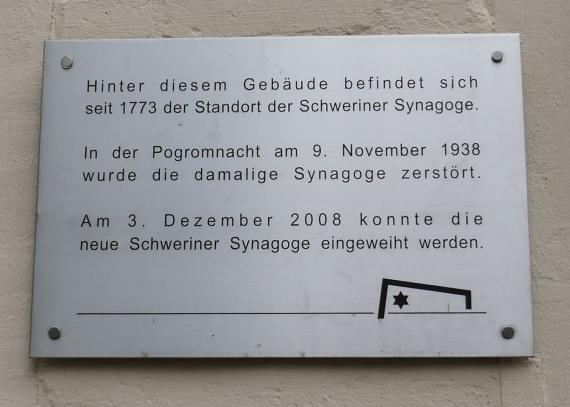 Hinter diesem Gebäude befindet sich
seit 1773 der Standort der Schweriner Synagoge.
In der Pogromnacht am 9. November 1938
wurde die damalige Synagoge zerstört.
Am 3. Dezember 2008 konnte die
neue Schweriner Synagoge eingeweiht werden.